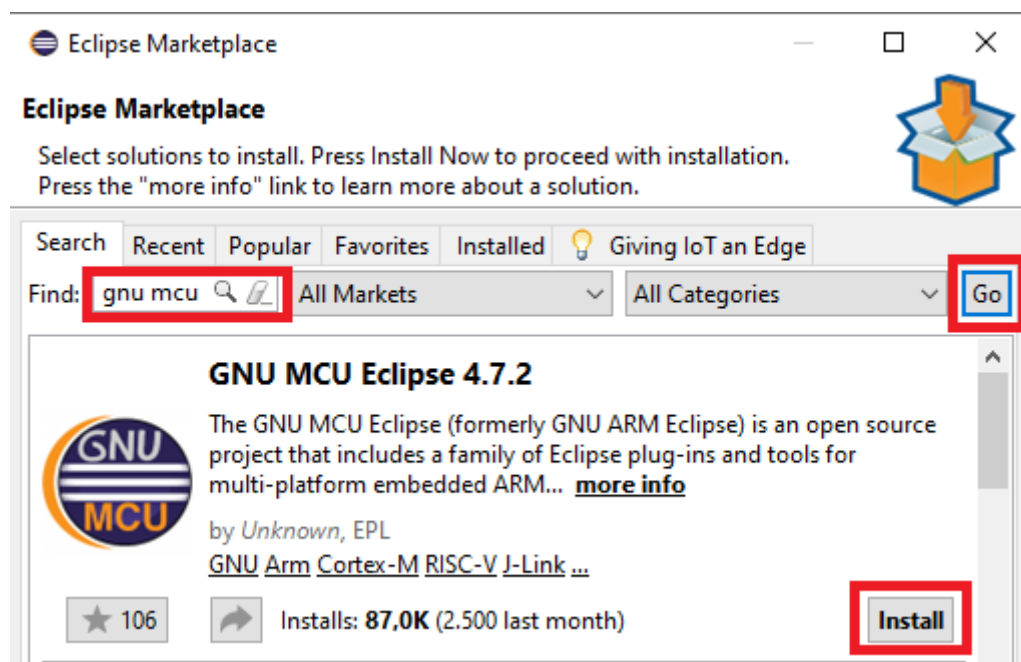 Eclipse Marketplace
Eclipse Marketplace
Select solutions to install. Press Install Now to proceed with installation.
Press the "more info" link to learn more about a solution.
Search Recent Popular Favorites Installed Giving IoT an Edge
Find: gnu mcu All Markets All Categories Go
GNU MCU Eclipse 4.7.2
The GNU MCU Eclipse (formerly GNU ARM Eclipse) is an open source
project that includes a family of Eclipse plug-ins and tools for
multi-platform embedded ARM... more info
GNU
MCU
by Unknown, EPL
GNU Arm Cortex-M RISC-V J-Link ...
106 Installs: 87,0K (2.500 last month) Install